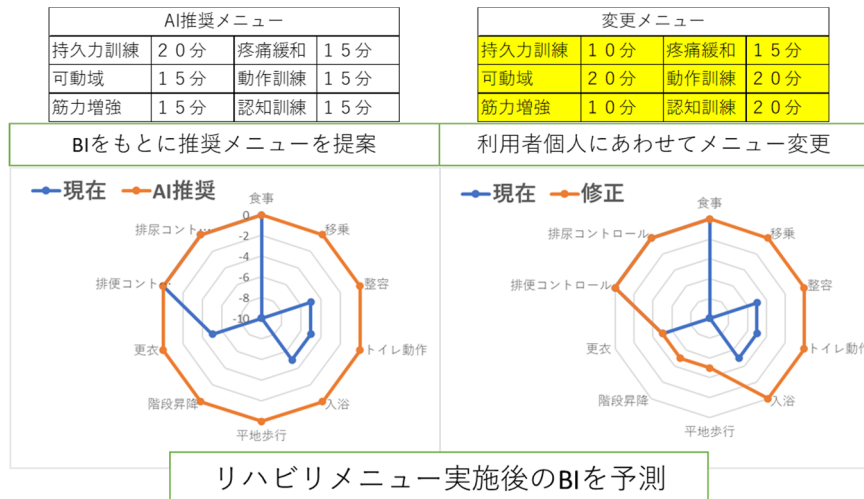 AI推奨メニュー
持久力訓練 ２０分 疼痛緩和 １５分
可動域 １５分 動作訓練 １５分
筋力増強 １５分 認知訓練 １５分
BIをもとに推奨メニューを提案
変更メニュー
持久力訓練 １０分 疼痛緩和 １５分
可動域 ２０分 動作訓練 ２０分
筋力増強 １０分 認知訓練 ２０分
利用者個人にあわせてメニュー変更
現在 AI推奨
食事
移乗
整容
トイレ動作
入浴
平地歩行
階段昇降
更衣
排便コント…
排尿コント…
0
-2
-4
-6
-8
-10
現在 修正
食事
移乗
整容
トイレ動作
入浴
平地歩行
階段昇降
更衣
排便コントロール
排尿コントロール
リハビリメニュー実施後のBIを予測